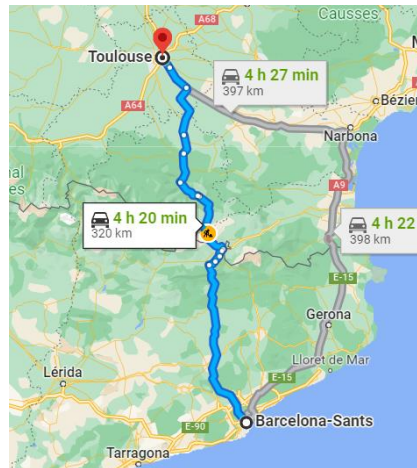 A68
Causses
Toulouse
4 h 27 min
397 km
A64
Bézier
Narbona
A9
4 h 20 min
320 km
4 h 22
398 km
E-15
Gerona
Lloret de Mar
Lérida
E-15
E-90
Barcelona-Sants
Tarragona